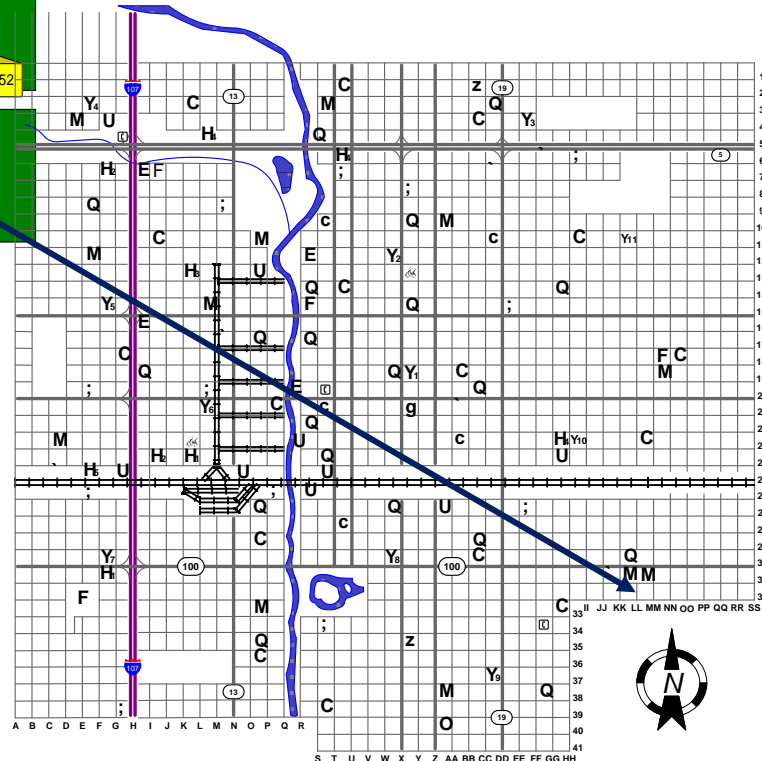 52
107
13
C
z
19
Y4
C
M
Q
M
U
C
Y3
H4
Q
5
H4
;
H2
E
F
;
;
Q
;
c
Q
M
C
M
c
C
Y11
M
E
Y2
H3
U
Q
C
Q
Y5
M
F
Q
;
E
Q
Q
C
F
C
Q
Q
Y1
C
M
;
;
E
Q
Y6
C
c
g
Q
M
U
c
H4
Y10
C
H2
H1
Q
U
H5
U
U
U
;
;
U
Q
Q
U
;
C
c
Q
Y7
Y8
C
Q
H1
100
100
M
M
F
M
C
II JJ KK LL MM NN OO PP QQ RR SS
33
;
34
Q
z
35
C
107
Y9
36
37
13
M
Q
38
;
C
19
39
O
40
A B C D E F G H I J K L M N O P Q R
41
S T U V W X Y Z AA BB CC DD EE FF GG HH
N